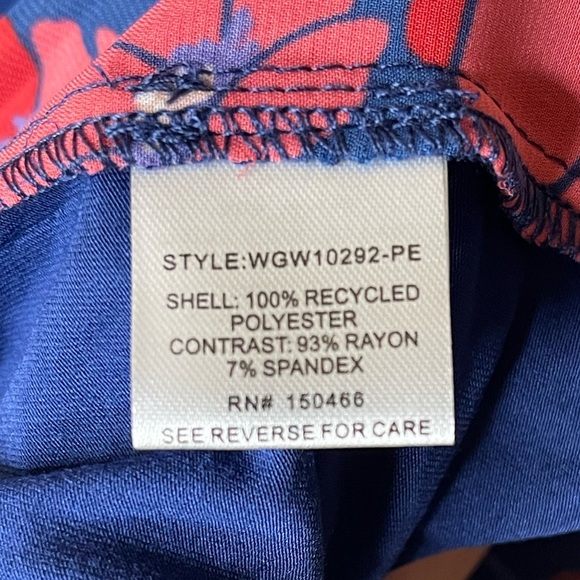 STYLE:WGW10292-PE
SHELL: 100% RECYCLED
POLYESTER
CONTRAST: 93% RAYON
7% SPANDEX
RN# 150466
SEE REVERSE FOR CARE